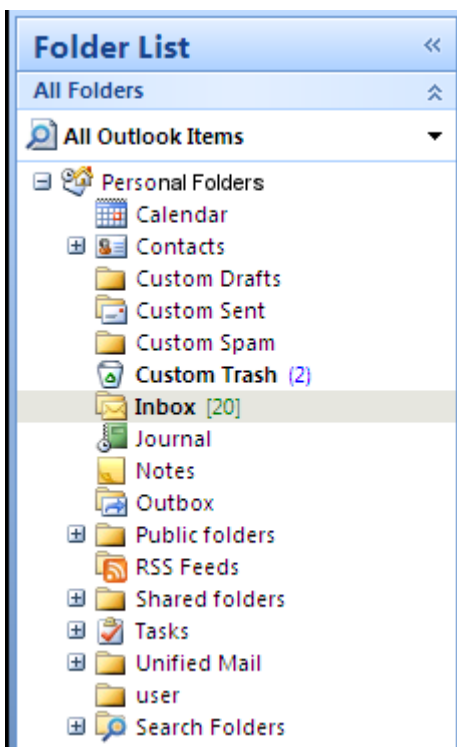 Folder List
All Folders
All Outlook Items
Personal Folders
Calendar
Contacts
Custom Drafts
Custom Sent
Custom Spam
Custom Trash (2)
Inbox [20]
Journal
Notes
Outbox
Public folders
RSS Feeds
Shared folders
Tasks
Unified Mail
user
Search Folders